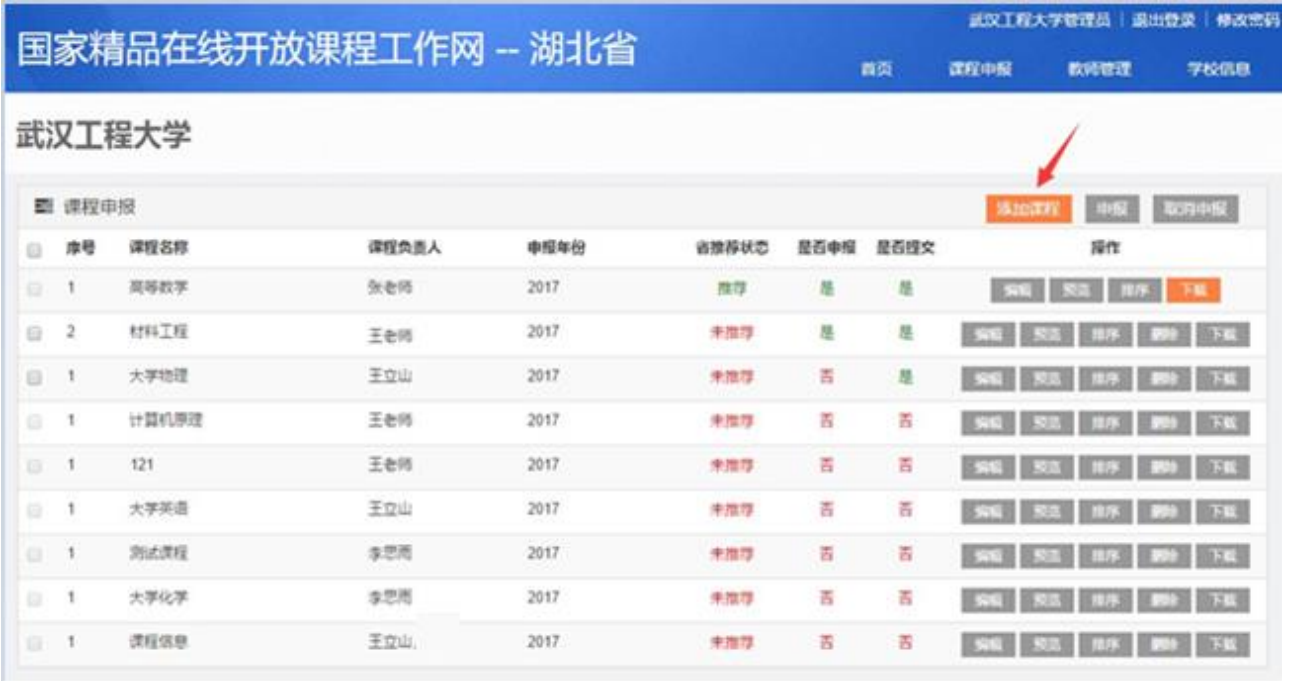 武汉工程大学管理员 | 退出登录 | 修改密码
国家精品在线开放课程工作网 -- 湖北省
首页 课程申报 教师管理 学校信息
武汉工程大学
课程申报 添加课程 申报 取消申报
序号 课程名称 课程负责人 申报年份 省推荐状态 是否申报 是否提交 操作
1 高等数学 张老师 2017 推荐 是 是 编辑 预览 排序 下载
2 材料工程 王老师 2017 未推荐 是 是 编辑 预览 排序 删除 下载
1 大学物理 王立山 2017 未推荐 否 是 编辑 预览 排序 删除 下载
1 计算机原理 王老师 2017 未推荐 否 否 编辑 预览 排序 删除 下载
1 121 王老师 2017 未推荐 否 否 编辑 预览 排序 删除 下载
1 大学英语 王立山 2017 未推荐 否 否 编辑 预览 排序 删除 下载
1 测试课程 李思雨 2017 未推荐 否 否 编辑 预览 排序 删除 下载
1 大学化学 李思雨 2017 未推荐 否 否 编辑 预览 排序 删除 下载
1 课程信息 王立山, 2017 未推荐 否 否 编辑 预览 排序 删除 下载